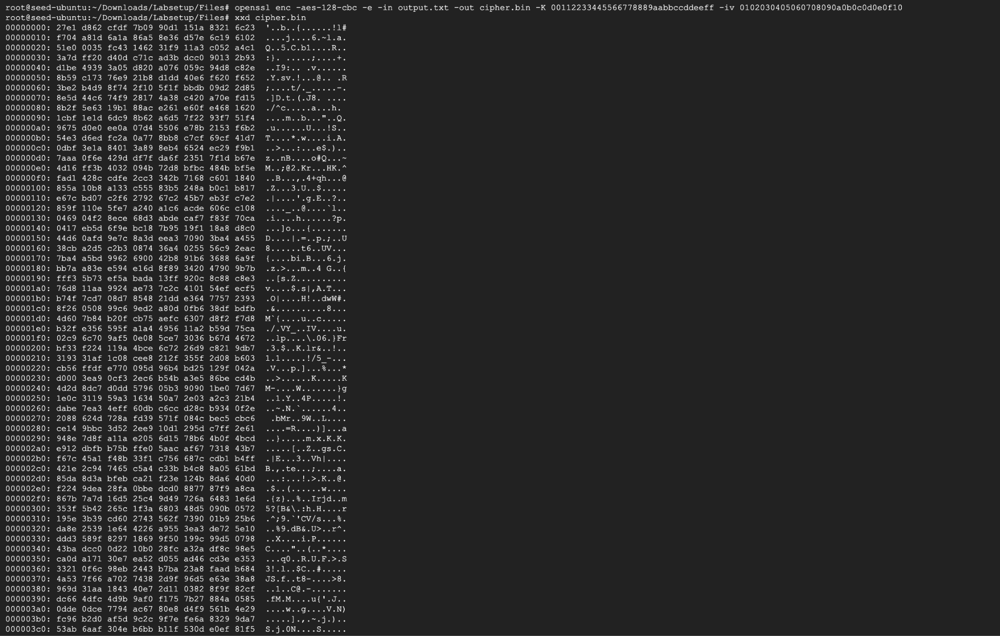 root@seed-ubuntu:~/Downloads/Labsetup/Files# openssl enc -aes-128-cbc -e -in output.txt -out cipher.bin -K 00112233445566778889aabbccddeeff -iv 0102030405060708090a0b0c0d0e0f10
root@seed-ubuntu:~/Downloads/Labsetup/Files# xxd cipher.bin
00000000: 27e1 d862 cfdf 7b09 90d1 151a 8321 6c23  '..b..{......!l#
00000010: f704 a81d 6a1a 86a5 8e36 d57e 6c19 6102  ....j....6.~l.a.
00000020: 51e0 0035 fc43 1462 31f9 11a3 c052 a4c1  Q..5.C.b1....R..
00000030: 3a7d ff20 d40d c71c ad3b dcc0 9013 2b93  :}. .....;....+.
00000040: d1be 4939 3a05 d820 a076 059c 94d8 c82e  ..I9:.. .v......
00000050: 8b59 c173 76e9 21b8 d1dd 40e6 f620 f652  .Y.sv.!...@.. .R
00000060: 3be2 b4d9 8f74 2f10 5f1f bbdb 09d2 2d85  ;....t/._.....-.
00000070: 8e5d 44c6 74f9 2817 4a38 c420 a70e fd15  .]D.t.(.J8. ....
00000080: 8b2f 5e63 19b1 88ac e261 e60f e468 1620  ./^c.....a...h. 
00000090: 1cbf 1e1d 6dc9 8b62 a6d5 7f22 93f7 51f4  ....m..b..."..Q.
000000a0: 9675 d0e0 ee0a 07d4 5506 e78b 2153 f6b2  .u......U...!S..
000000b0: 54e3 d6ed fc2a 0a77 8bb8 c7cf 69cf 41d7  T....*.w....i.A.
000000c0: 0dbf 3e1a 8401 3a89 8eb4 6524 ec29 f9b1  ..>...:...e$.)..
000000d0: 7aaa 0f6e 429d df7f da6f 2351 7f1d b67e  z..nB....o#Q...~
000000e0: 4d16 ff3b 4032 094b 72d8 bfbc 484b bf5e  M..;@2.Kr...HK.^
000000f0: fad1 428c cdfe 2cc3 342b 7168 c601 1840  ..B...,.4+qh...@
00000100: 855a 10b8 a133 c555 83b5 248a b0c1 b817  .Z...3.U..$.....
00000110: e67c bd07 c2f6 2792 67c2 45b7 eb3f c7e2  .|....'.g.E..?..
00000120: 859f 110e 5fe7 a240 a1c6 acde 606c c108  ...._..@....`l..
00000130: 0469 04f2 8ece 68d3 abde caf7 f83f 70ca  .i....h......?p.
00000140: 0417 eb5d 6f9e bc18 7b95 19f1 18a8 d8c0  ...]o...{.......
00000150: 44d6 0afd 9e7c 8a3d eea3 7090 3ba4 a455  D....|.=..p.;..U
00000160: 38cb a2d5 c2b3 0874 36a4 0255 56c9 2eac  8......t6..UV...
00000170: 7ba4 a5bd 9962 6900 42b8 91b6 3688 6a9f  {....bi.B...6.j.
00000180: bb7a a83e e594 e16d 8f89 3420 4790 9b7b  .z.>...m..4 G..{
00000190: fff3 5b73 ef5a bada 13ff 920c 8c88 c8e3  ..[s.Z..........
000001a0: 76d8 11aa 9924 ae73 7c2c 4101 54ef ecf5  v....$.s|,A.T...
000001b0: b74f 7cd7 08d7 8548 21dd e364 7757 2393  .O|....H!..dwW#.
000001c0: 8f26 0508 99c6 9ed2 a80d 0fb6 38df bdfb  .&..........8...
000001d0: 4d60 7b84 b20f cb75 aefc 6307 d8f2 f7d8  M`{....u..c.....
000001e0: b32f e356 595f a1a4 4956 11a2 b59d 75ca  ./.VY_..IV....u.
000001f0: 02c9 6c70 9af5 0e08 5ce7 3036 b67d 4672  ..lp....\.06.}Fr
00000200: bf33 f224 119a 4bce 6c72 26d9 c821 9db7  .3.$..K.lr&..!..
00000210: 3193 31af 1c08 cee8 212f 355f 2d08 b603  1.1.....!/5_-...
00000220: cb56 ffdf e770 095d 96b4 bd25 129f 042a  .V...p.]...%...*
00000230: d000 3ea9 0cf3 2ec6 b54b a3e5 86be cd4b  ..>......K.....K
00000240: 4d2d 8dc7 d0dd 5796 05b3 9090 1be0 7d67  M-....W.......}g
00000250: 1e0c 3119 59a3 1634 50a7 2e03 a2c3 21b4  ..1.Y..4P.....!.
00000260: dabe 7ea3 4eff 60db c6cc d28c b934 0f2e  ..~.N.`......4..
00000270: 2088 624d 728a fd39 571f 084c bec5 cbc6   .bMr..9W..L....
00000280: ce14 9bbc 3d52 2ee9 10d1 295d c7ff 2e61  ....=R....)]...a
00000290: 948e 7d8f a11a e205 6d15 78b6 4b0f 4bcd  ..}.....m.x.K.K.
000002a0: e912 dbfb b75b ffe0 5aac af67 7318 43b7  .....[..Z..gs.C.
000002b0: f67c 45a1 f48b 33f1 c756 687c cdb1 b4ff  .|E...3..Vh|....
000002c0: 421e 2c94 7465 c5a4 c33b b4c8 8a05 61bd  B.,.te...;....a.
000002d0: 85da 8d3a bfeb ca21 f23e 124b 8da6 40d0  ...:...!.>.K..@.
000002e0: f224 9dea 28fa 0bbe dcd0 8877 87f9 a8ca  .$..(......w....
000002f0: 867b 7a7d 16d5 25c4 9d49 726a 6483 1e6d  .{z}..%..Irjd..m
00000300: 353f 5b42 265c 1f3a 6803 48d5 090b 0572  5?[B&\.:h.H....r
00000310: 195e 3b39 cd60 2743 562f 7390 01b9 25b6  .^;9.`'CV/s...%.
00000320: da8e 2539 1e64 4226 a955 3ea3 de72 5e10  ..%9.dB&.U>..r^.
00000330: ddd3 589f 8297 1869 9f50 199c 99d5 0798  ..X....i.P......
00000340: 43ba dcc0 0d22 10b0 28fc a32a df8c 98e5  C...."..(..*....
00000350: ca0d a171 30e7 ea52 d055 ad46 cd3e e353  ...q0..R.U.F.>.S
00000360: 3321 0f6c 98eb 2443 b7ba 23a8 faad b684  3!.l..$C..#.....
00000370: 4a53 7f66 a702 7438 2d9f 96d5 e63e 38a8  JS.f..t8-....>8.
00000380: 969d 31aa 1843 40e7 2d11 0382 8f9f 82cf  ..1..C@.-.......
00000390: dc66 4dfc 4d9b 9af0 f175 7b27 884a 0585  .fM.M....u{'.J..
000003a0: 0dde 0dce 7794 ac67 80e8 d4f9 561b 4e29  ....w..g....V.N)
000003b0: fc96 b2d0 af5d 9c2c 9f7e fe6a 8329 9da7  .....].,.~.j.)..
000003c0: 53ab 6aaf 304e b6bb b11f 530d e0ef 81f5  S.j.0N....S.....